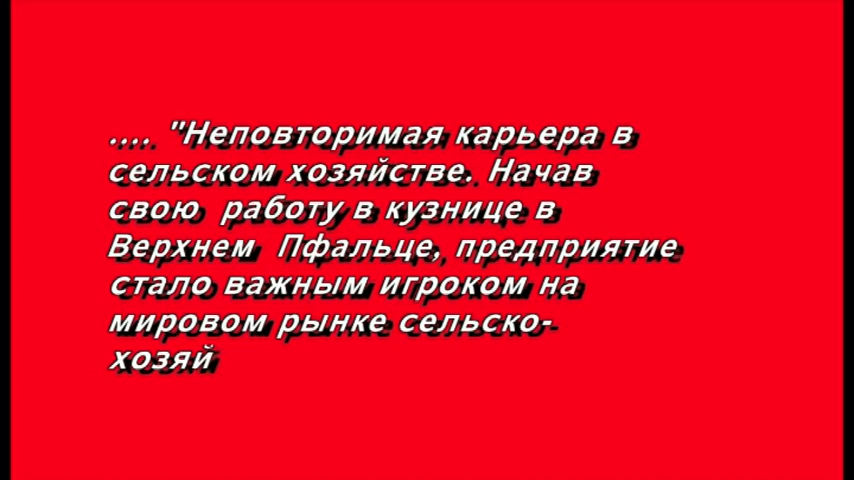 .... "Неповторимая карьера в
сельском хозяйстве. Начав
свою  работу в кузнице в
Верхнем  Пфальце, предприятие
стало важным игроком на
мировом рынке сельско-
хозяй